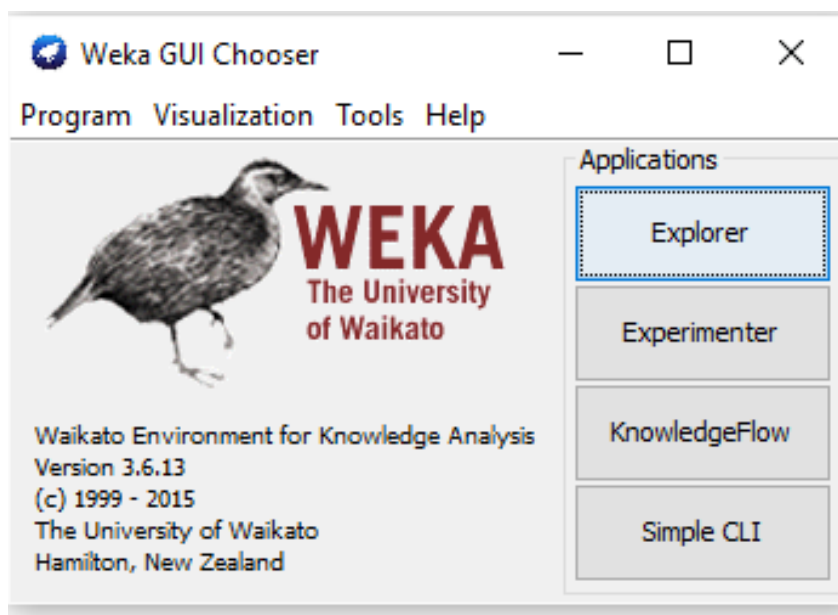 Weka GUI Chooser
Program Visualization Tools Help
Applications
WEKA
The University
of Waikato
Explorer
Experimenter
KnowledgeFlow
Simple CLI
Waikato Environment for Knowledge Analysis
Version 3.6.13
(c) 1999 - 2015
The University of Waikato
Hamilton, New Zealand